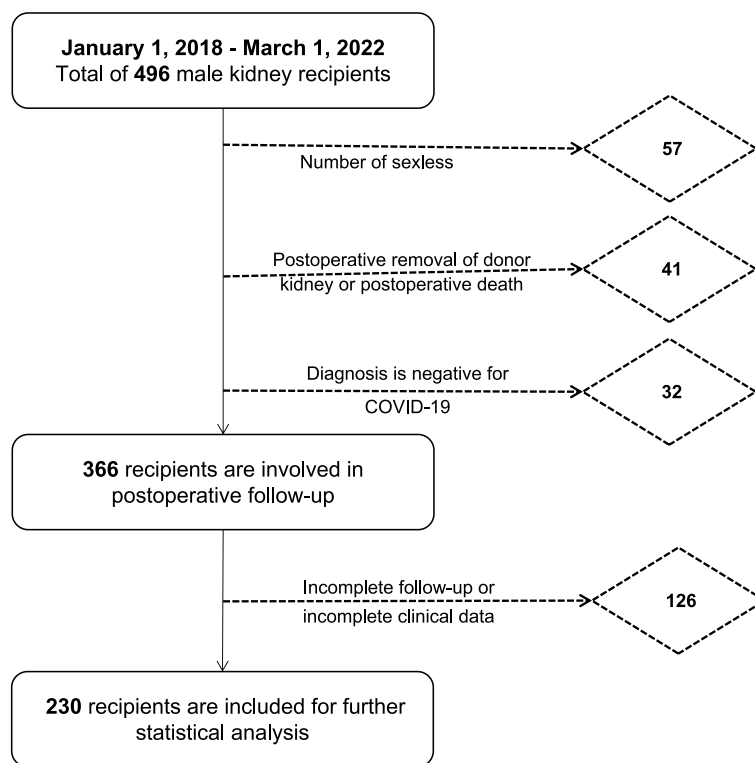 January 1, 2018 - March 1, 2022
Total of 496 male kidney recipients
Number of sexless
57
Postoperative removal of donor
kidney or postoperative death
41
Diagnosis is negative for
COVID-19
32
366 recipients are involved in
postoperative follow-up
Incomplete follow-up or
incomplete clinical data
126
230 recipients are included for further
statistical analysis